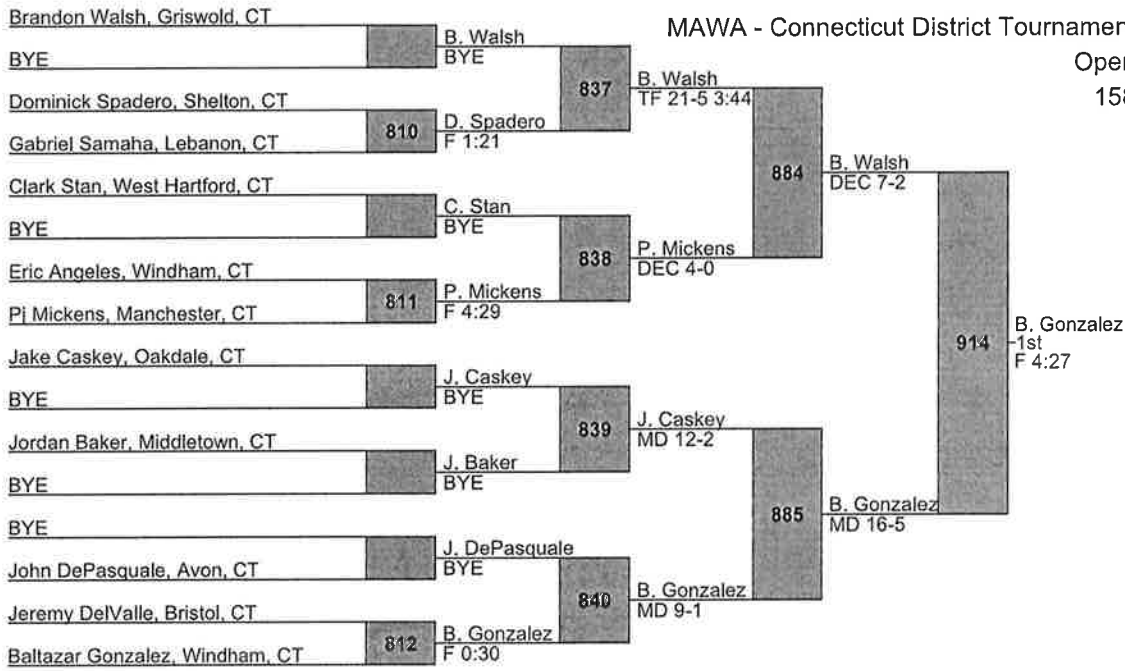 MAWA - Connecticut District Tournamen
Open
158
Brandon Walsh, Griswold, CT
BYE
Dominick Spadero, Shelton, CT
Gabriel Samaha, Lebanon, CT
Clark Stan, West Hartford, CT
BYE
Eric Angeles, Windham, CT
Pj Mickens, Manchester, CT
Jake Caskey, Oakdale, CT
BYE
Jordan Baker, Middletown, CT
BYE
BYE
John DePasquale, Avon, CT
Jeremy DelValle, Bristol, CT
Baltazar Gonzalez, Windham, CT
810
811
812
B. Walsh
BYE
D. Spadero
F 1:21
C. Stan
BYE
P. Mickens
F 4:29
J. Caskey
BYE
J. Baker
BYE
J. DePasquale
BYE
B. Gonzalez
F 0:30
837
838
839
840
B. Walsh
TF 21-5 3:44
P. Mickens
DEC 4-0
J. Caskey
MD 12-2
B. Gonzalez
MD 9-1
884
885
B. Walsh
DEC 7-2
B. Gonzalez
MD 16-5
914
B. Gonzalez
1st
F 4:27